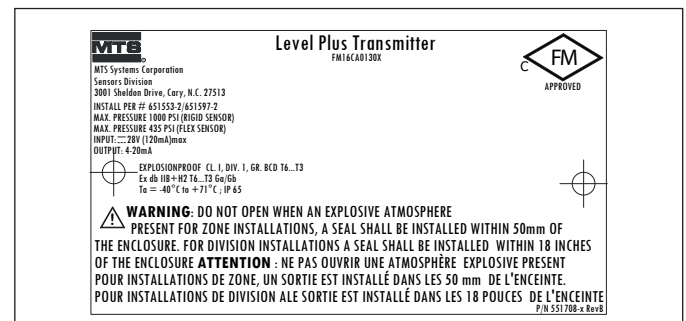 MTS
Level Plus Transmitter
FM16CA0130X
C FM
APPROVED
MTS Systems Corporation
Sensors Division
3001 Sheldon Drive, Cary, N.C. 27513
INSTALL PER # 651553-2/651597-2
MAX. PRESSURE 1000 PSI (RIGID SENSOR)
MAX. PRESSURE 435 PSI (FLEX SENSOR)
INPUT: ⎓28V (120mA)max
OUTPUT: 4-20mA
EXPLOSIONPROOF CL. I, DIV. 1, GR. BCD T6...T3
Ex db IIB+H2 T6...T3 Ga/Gb
Ta = -40°C to +71°C ; IP 65
WARNING: DO NOT OPEN WHEN AN EXPLOSIVE ATMOSPHERE
PRESENT FOR ZONE INSTALLATIONS, A SEAL SHALL BE INSTALLED WITHIN 50mm OF
THE ENCLOSURE. FOR DIVISION INSTALLATIONS A SEAL SHALL BE INSTALLED WITHIN 18 INCHES
OF THE ENCLOSURE ATTENTION : NE PAS OUVRIR UNE ATMOSPHÈRE EXPLOSIVE PRESENT
POUR INSTALLATIONS DE ZONE, UN SORTIE EST INSTALLÉ DANS LES 50 mm DE L'ENCEINTE.
POUR INSTALLATIONS DE DIVISION ALE SORTIE EST INSTALLÉ DANS LES 18 POUCES DE L'ENCEINTE
P/N 551708-x RevB